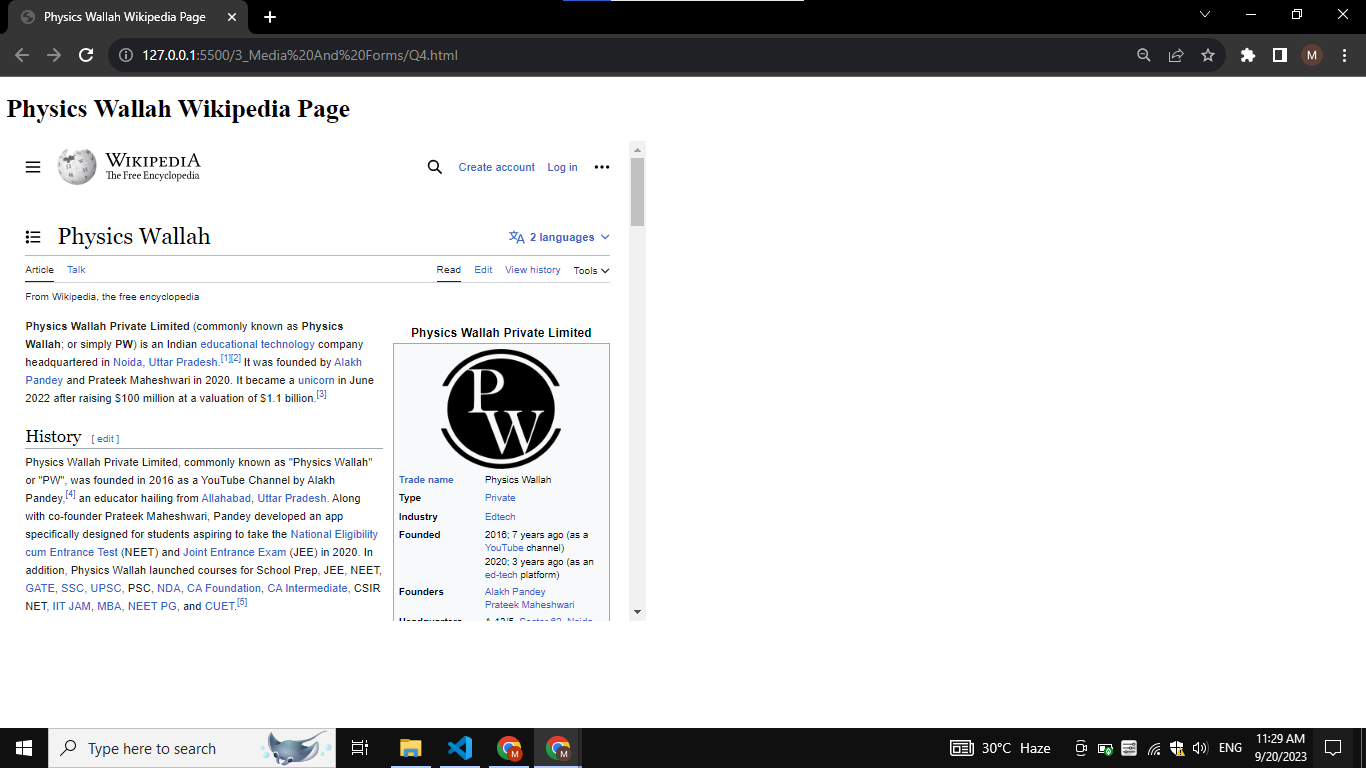 Physics Wallah Wikipedia Page
127.0.0.1:5500/3_Media%20And%20Forms/Q4.html
M
Physics Wallah Wikipedia Page
WIKIPEDIA
The Free Encyclopedia
Create account Log in
Physics Wallah
2 languages
Article Talk Read Edit View history Tools
From Wikipedia, the free encyclopedia
Physics Wallah Private Limited (commonly known as Physics
Wallah; or simply PW) is an Indian educational technology company
headquartered in Noida, Uttar Pradesh.[1][2] It was founded by Alakh
Pandey and Prateek Maheshwari in 2020. It became a unicorn in June
2022 after raising $100 million at a valuation of $1.1 billion.[3]
History [ edit ]
Physics Wallah Private Limited, commonly known as "Physics Wallah"
or "PW", was founded in 2016 as a YouTube Channel by Alakh
Pandey,[4] an educator hailing from Allahabad, Uttar Pradesh. Along
with co-founder Prateek Maheshwari, Pandey developed an app
specifically designed for students aspiring to take the National Eligibility
cum Entrance Test (NEET) and Joint Entrance Exam (JEE) in 2020. In
addition, Physics Wallah launched courses for School Prep, JEE, NEET,
GATE, SSC, UPSC, PSC, NDA, CA Foundation, CA Intermediate, CSIR
NET, IIT JAM, MBA, NEET PG, and CUET.[5]
Physics Wallah Private Limited
PW
Trade name Physics Wallah
Type Private
Industry Edtech
Founded 2016; 7 years ago (as a
YouTube channel)
2020; 3 years ago (as an
ed-tech platform)
Founders Alakh Pandey
Prateek Maheshwari
Headquarters A-13/5, Sector 62, Noida
Type here to search
M
M
30°C Haze
ENG
11:29 AM
9/20/2023